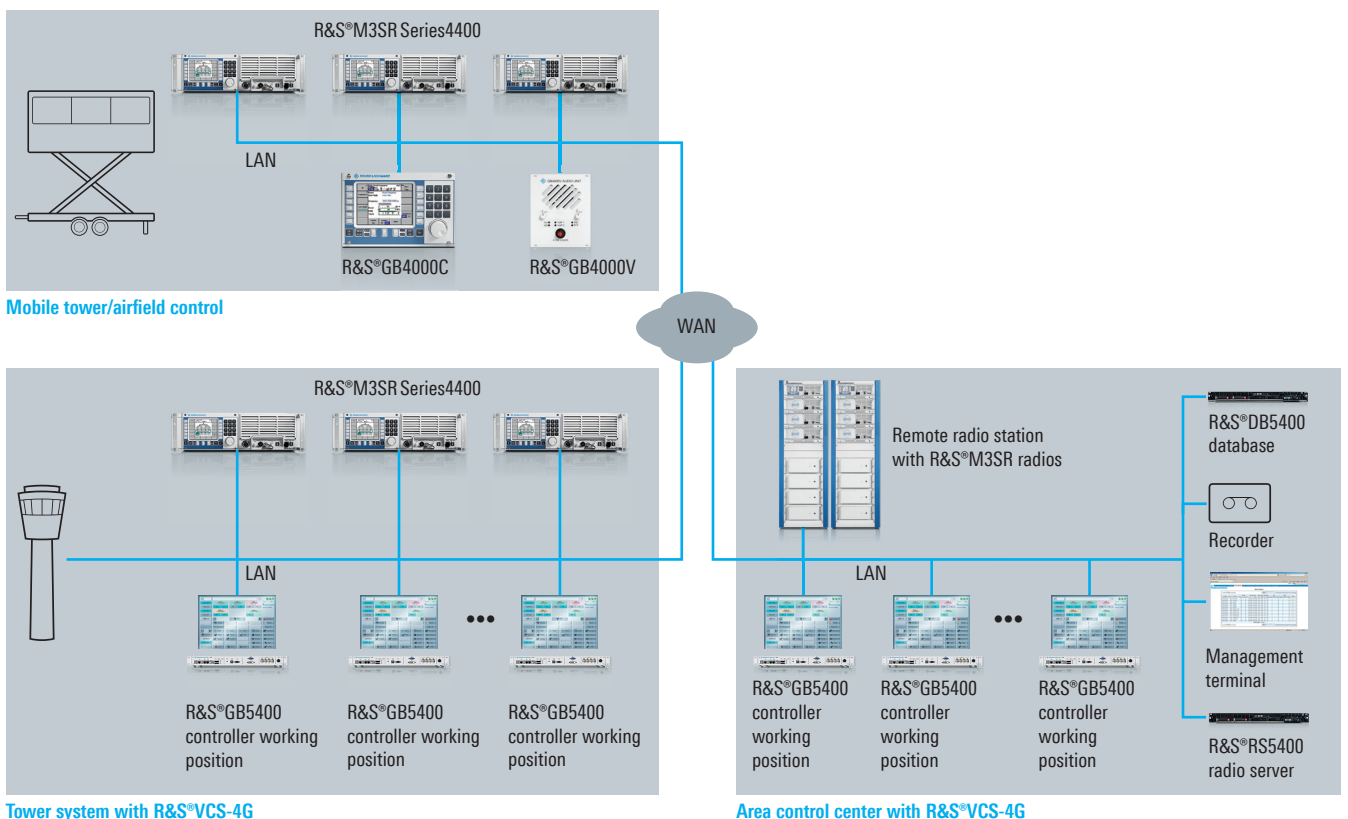 R&S®M3SR Series4400
LAN
R&S®GB4000C
R&S®GB4000V
Mobile tower/airfield control
WAN
R&S®M3SR Series4400
LAN
R&S®GB5400
controller working
position
R&S®GB5400
controller working
position
R&S®GB5400
controller working
position
Tower system with R&S®VCS-4G
Remote radio station
with R&S®M3SR radios
LAN
R&S®GB5400
controller
working
position
R&S®GB5400
controller
working
position
R&S®GB5400
controller
working
position
R&S®DB5400
database
Recorder
Management
terminal
R&S®RS5400
radio server
Area control center with R&S®VCS-4G